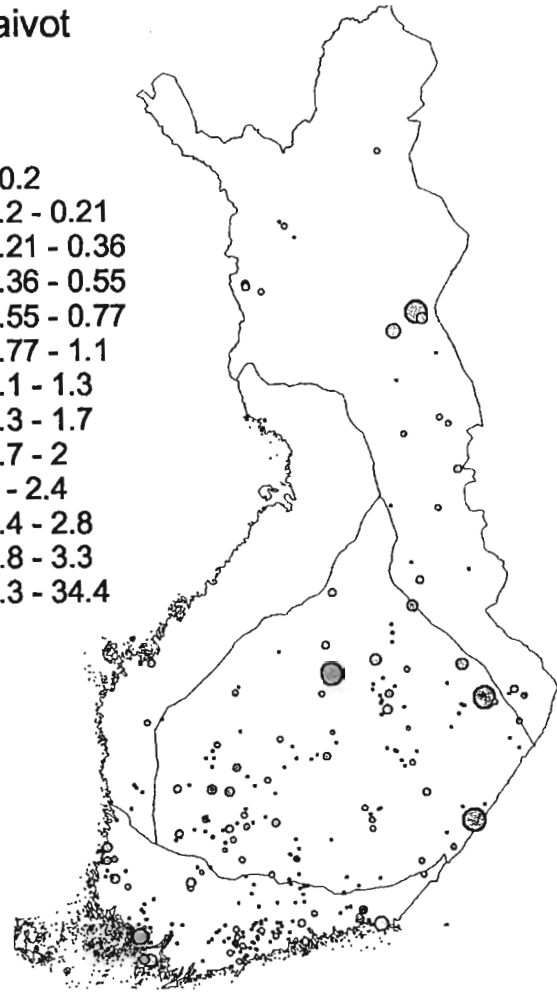 aivot
0.2
.2 - 0.21
.21 - 0.36
.36 - 0.55
.55 - 0.77
.77 - 1.1
.1 - 1.3
.3 - 1.7
.7 - 2
- 2.4
.4 - 2.8
.8 - 3.3
.3 - 34.4